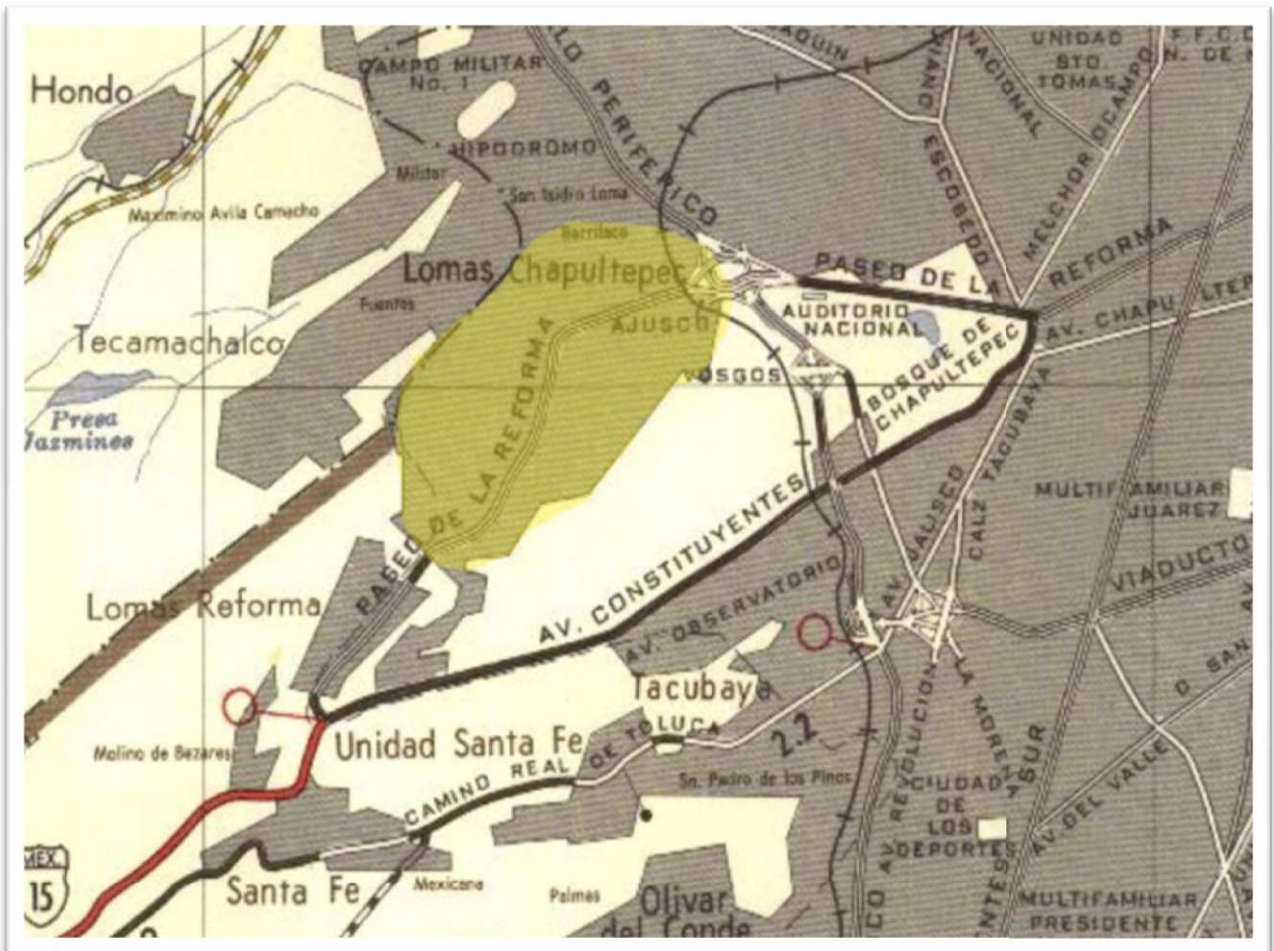 Hondo
CAMPO MILITAR
No. 1
HIPODROMO
Militar
San Isidro Loma
Maximino Avila Camacho
Barrilaco
Lomas Chapultepec
Fuentes
AJUSCO
Tecamachalco
Presa
Jazmines
PERIFERICO
NACIONAL
UNIDAD
STO.
TOMAS
ESCOBEDO
MELCHOR OCAMPO
PASEO DE LA
REFORMA
AUDITORIO
NACIONAL
AV. CHAPU LTEP
VOSGOS
BOSQUE DE
CHAPULTEPEC
PASEO DE LA REFORMA
CALZ TACUBAYA
AV. JALISCO
MULTIFAMILIAR
JUAREZ
VIADUCTO
AV. CONSTITUYENTES
AV. OBSERVATORIO
Lomas Reforma
Tacubaya
Molino de Bezares
Unidad Santa Fe
CAMINO REAL DE TOLUCA
2.2
Sn. Pedro de los Pinos
AV REVOLUCION
LA MORENA
SUR
D SAN
AV. DEL VALLE
CIUDAD
DE
LOS
DEPORTES
MEX.
15
Santa Fe
Mexicana
Palmas
Olivar
del Conde
MULTIFAMILIAR
PRESIDENTE